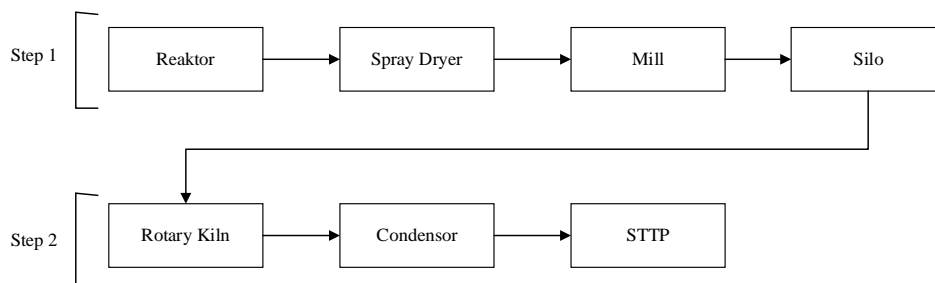 Step 1
Reaktor
Spray Dryer
Mill
Silo
Step 2
Rotary Kiln
Condensor
STTP